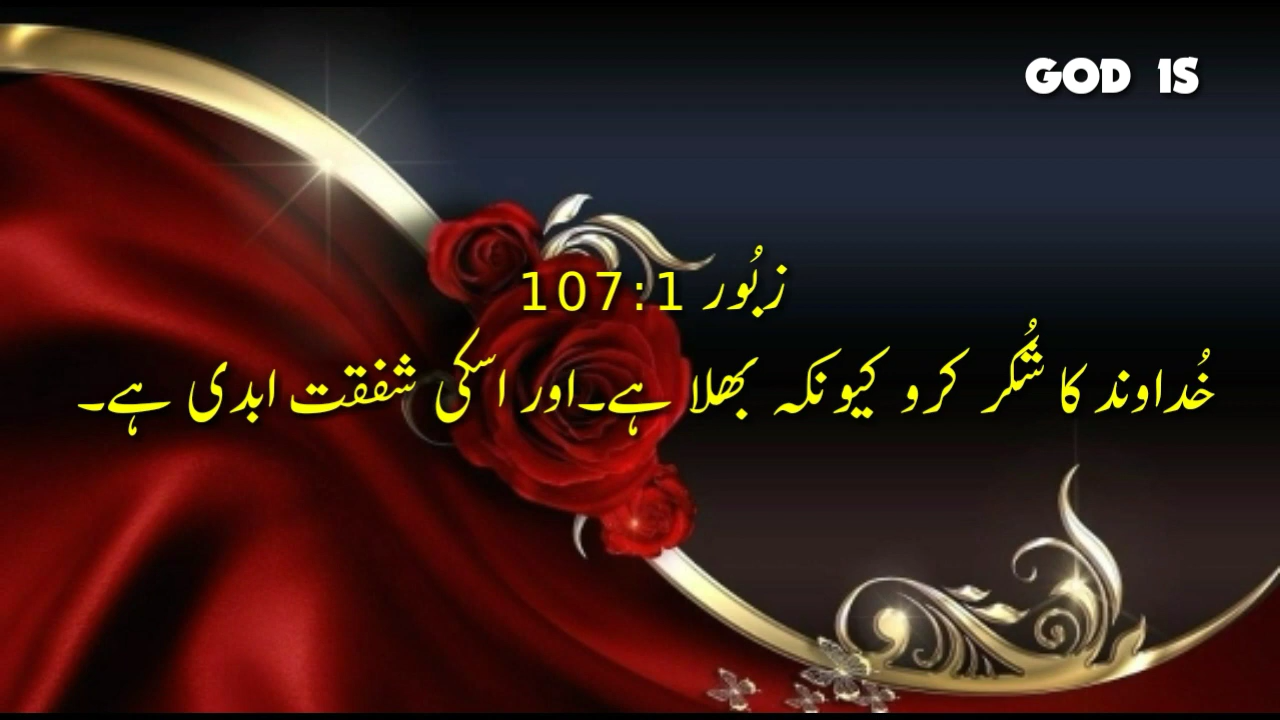 GOD IS
زبُور 107:1
خُداوند کا شُکر کرو کیونکہ بھلا ہے۔اور اسکی شفقت ابدی ہے۔